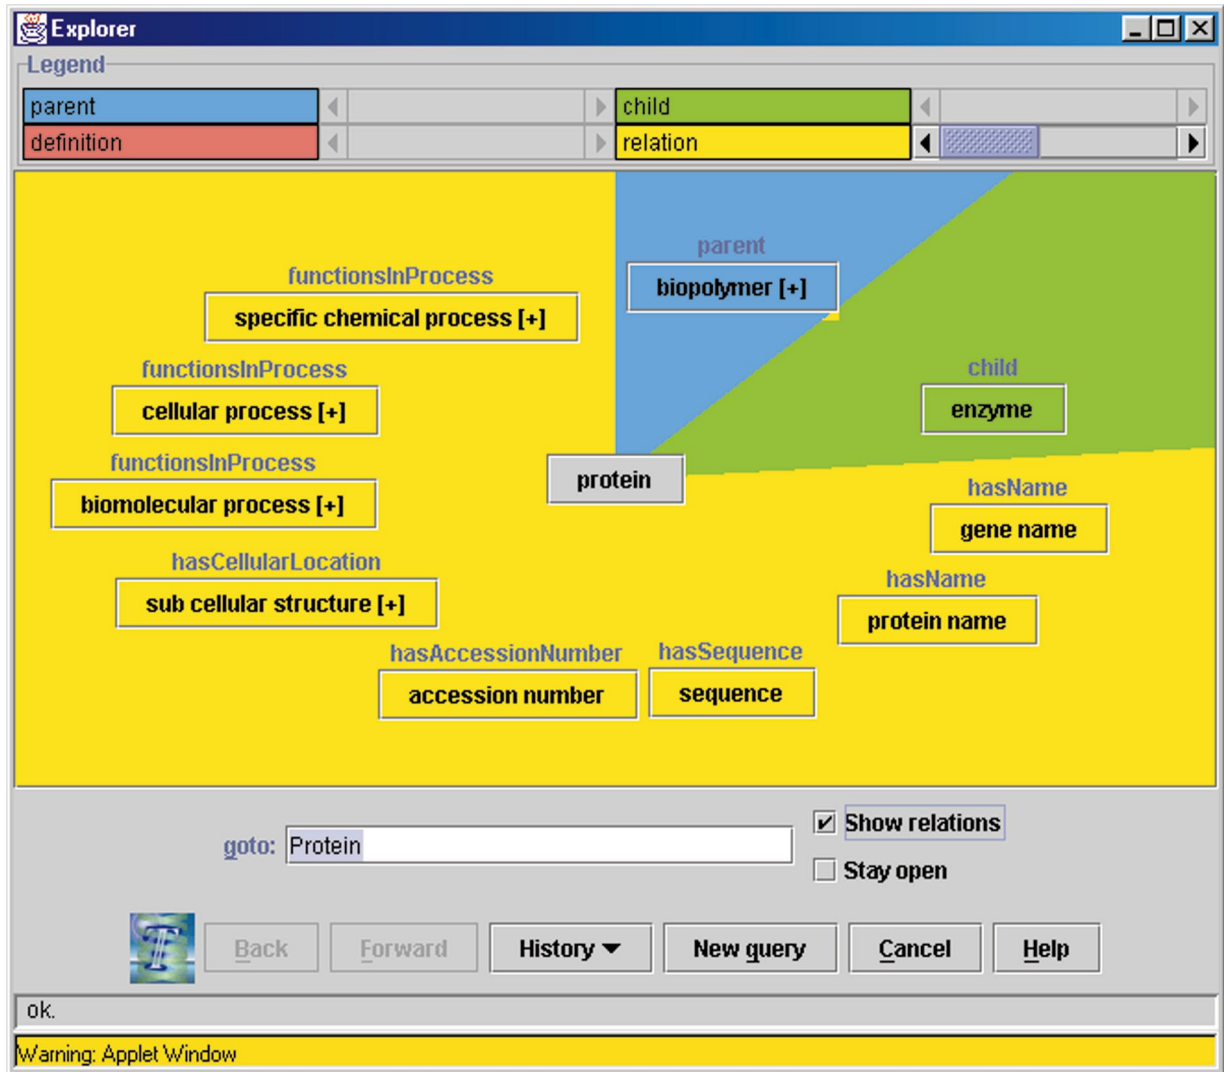 Explorer
Legend
parent
child
definition
relation
parent
biopolymer [+]
functionsInProcess
specific chemical process [+]
functionsInProcess
cellular process [+]
child
enzyme
functionsInProcess
biomolecular process [+]
protein
hasName
gene name
hasCellularLocation
sub cellular structure [+]
hasName
protein name
hasAccessionNumber
accession number
hasSequence
sequence
goto: Protein
Show relations
Stay open
T
Back Forward History New query Cancel Help
ok.
Warning: Applet Window